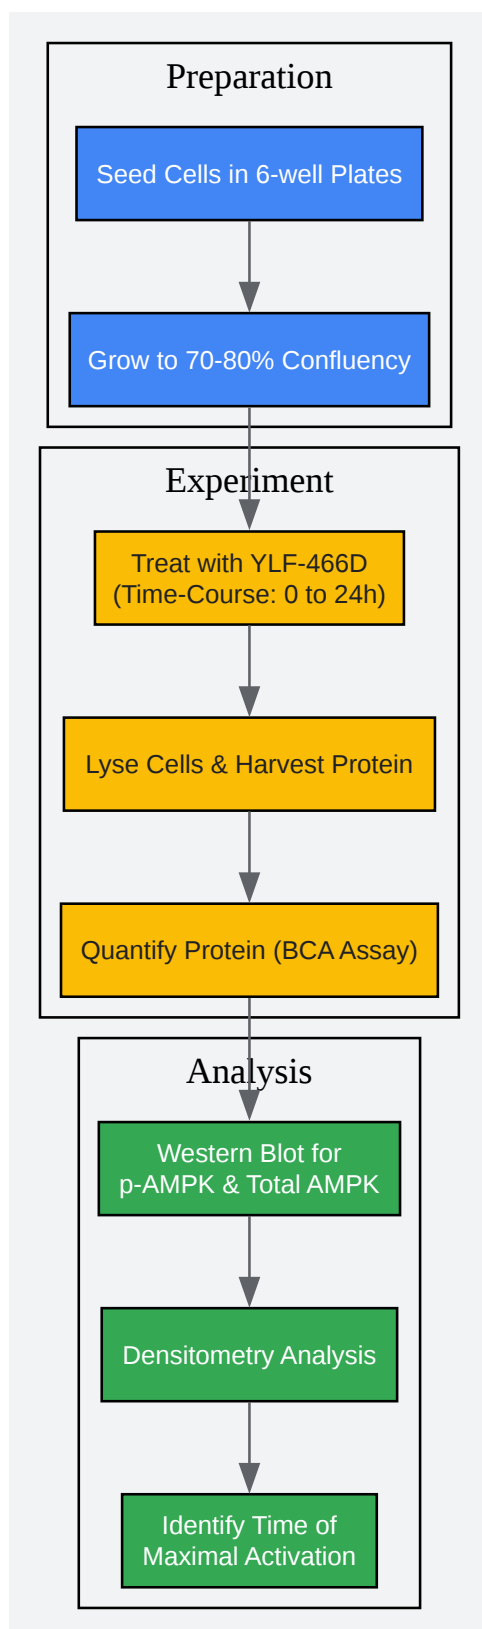 Preparation
Seed Cells in 6-well Plates
Grow to 70-80% Confluency
Experiment
Treat with YLF-466D
(Time-Course: 0 to 24h)
Lyse Cells & Harvest Protein
Quantify Protein (BCA Assay)
Analysis
Western Blot for
p-AMPK & Total AMPK
Densitometry Analysis
Identify Time of
Maximal Activation